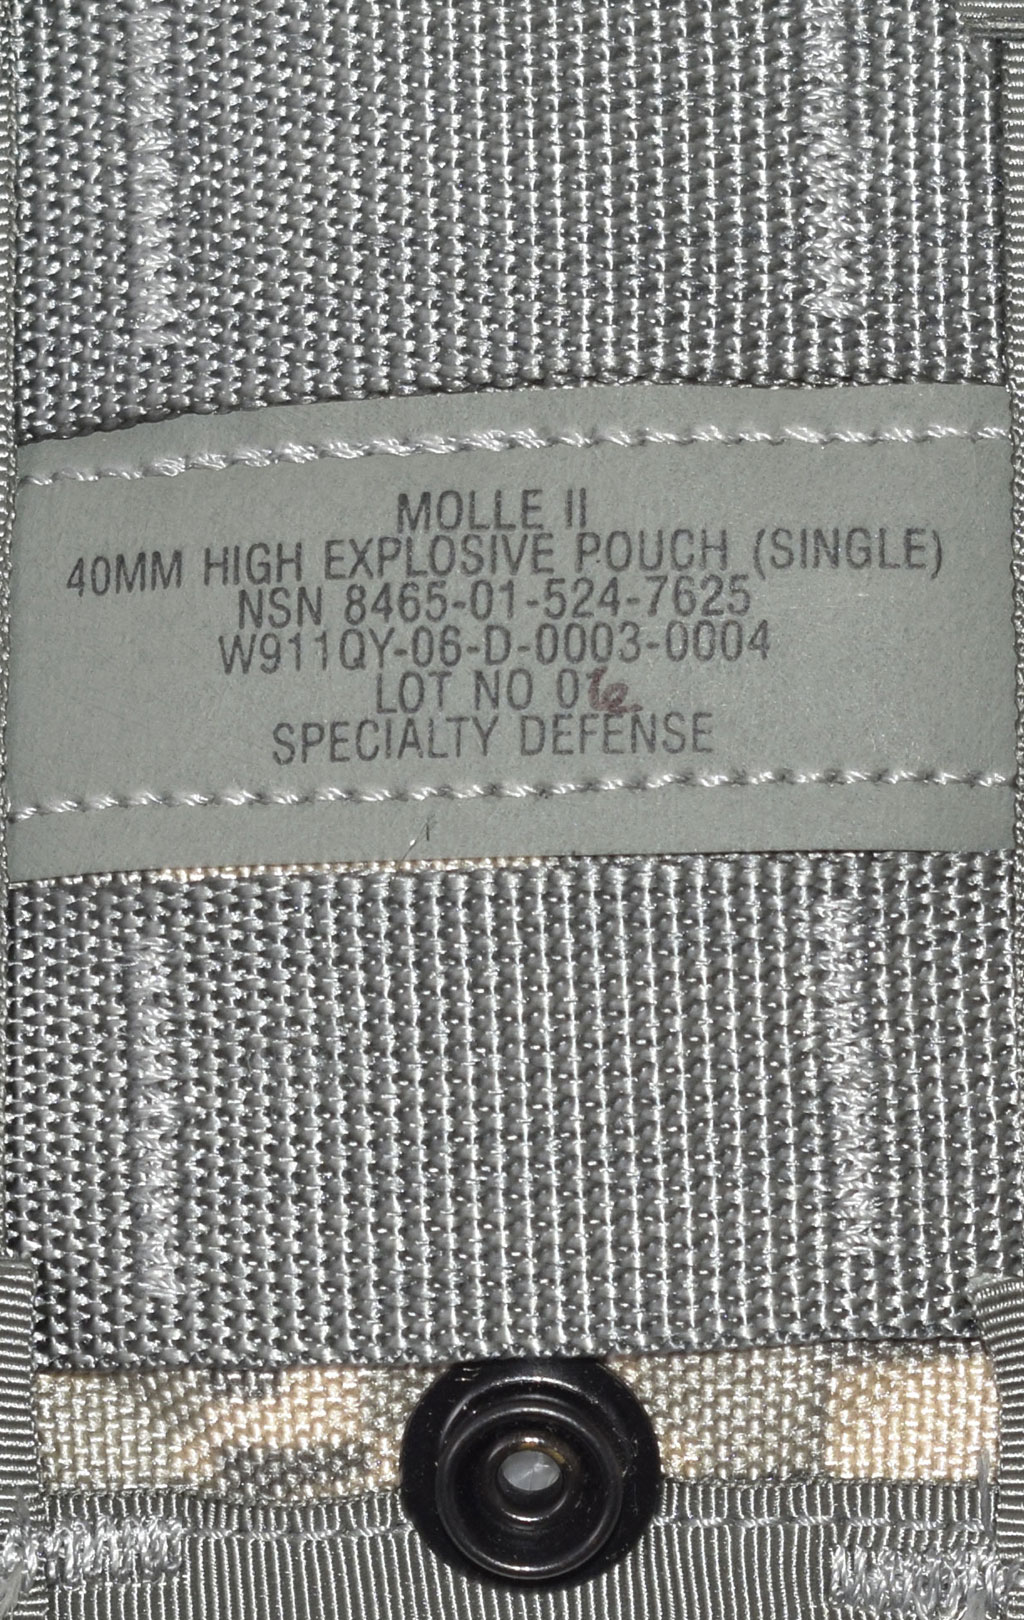 MOLLE II
40MM HIGH EXPLOSIVE POUCH (SINGLE)
NSN 8465-01-524-7625
W911QY-06-D-0003-0004
LOT NO 016
SPECIALTY DEFENSE